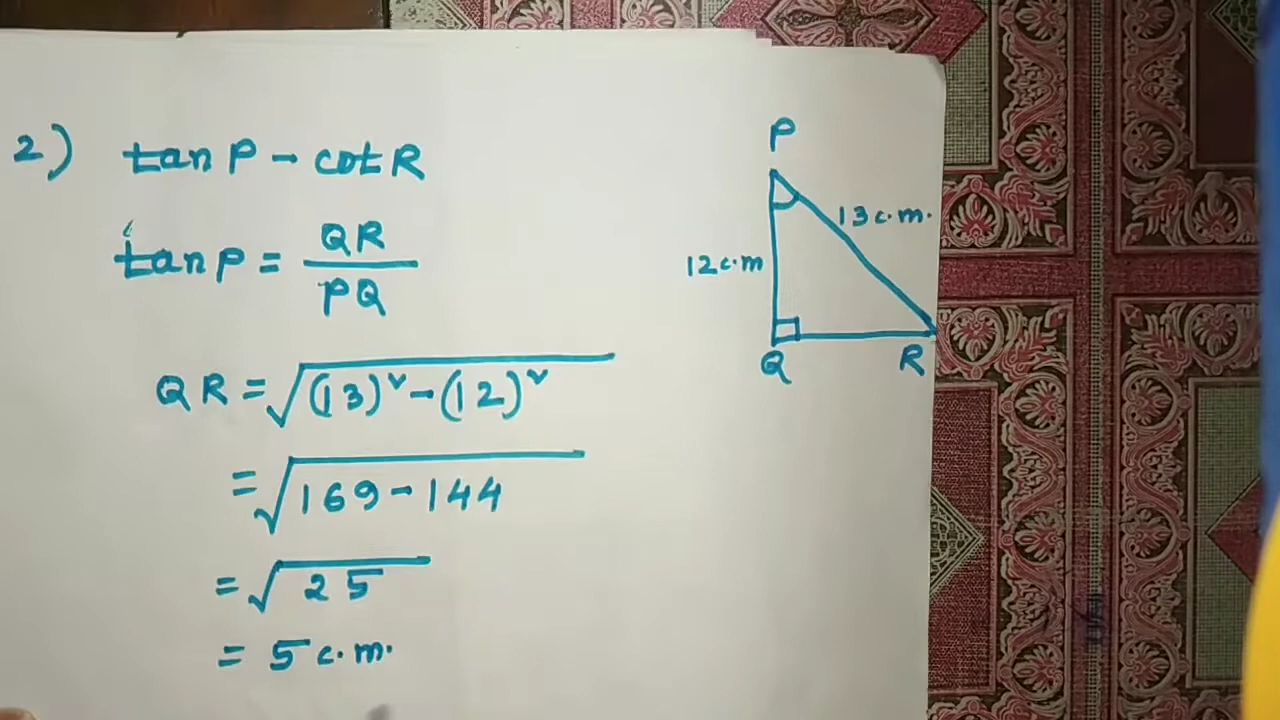 2) tan P - cot R
tan P = QR / PQ
QR = √(13)² - (12)²
= √169 - 144
= √25
= 5 c.m.
P
13 c.m.
12 c.m
Q
R